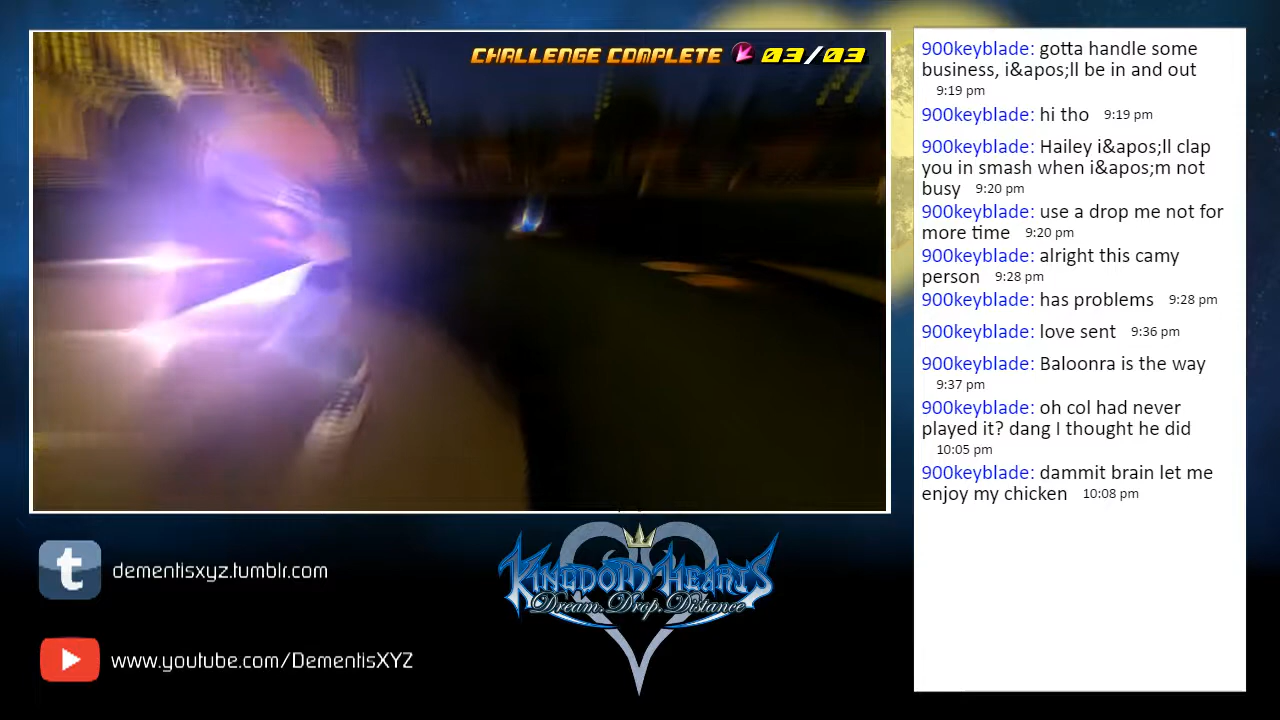 CHALLENGE COMPLETE 03/03
900keyblade: gotta handle some
business, i&apos;ll be in and out
9:19 pm
900keyblade: hi tho 9:19 pm
900keyblade: Hailey i&apos;ll clap
you in smash when i&apos;m not
busy 9:20 pm
900keyblade: use a drop me not for
more time 9:20 pm
900keyblade: alright this camy
person 9:28 pm
900keyblade: has problems 9:28 pm
900keyblade: love sent 9:36 pm
900keyblade: Baloonra is the way
9:37 pm
900keyblade: oh col had never
played it? dang I thought he did
10:05 pm
900keyblade: dammit brain let me
enjoy my chicken 10:08 pm
t dementisxyz.tumblr.com
www.youtube.com/DementisXYZ
KINGDOM HEARTS
Dream.Drop.Distance